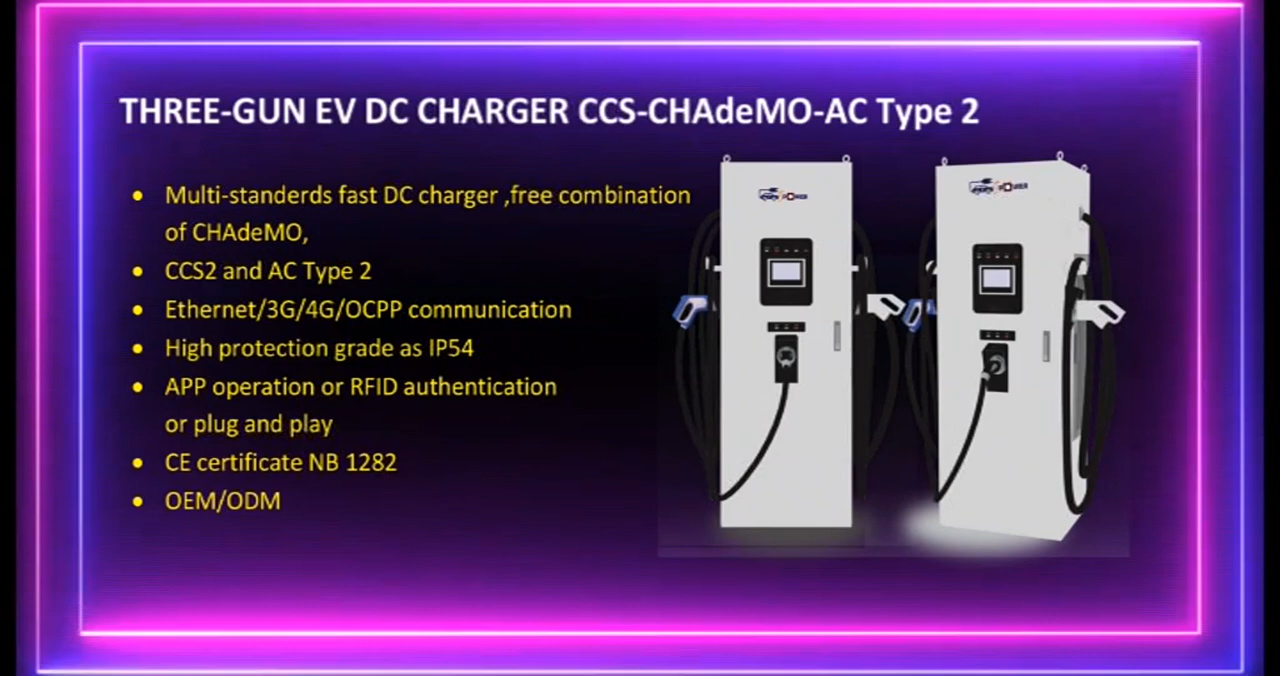 THREE-GUN EV DC CHARGER CCS-CHAdeMO-AC Type 2
• Multi-standerds fast DC charger ,free combination
of CHAdeMO,
• CCS2 and AC Type 2
• Ethernet/3G/4G/OCPP communication
• High protection grade as IP54
• APP operation or RFID authentication
or plug and play
• CE certificate NB 1282
• OEM/ODM